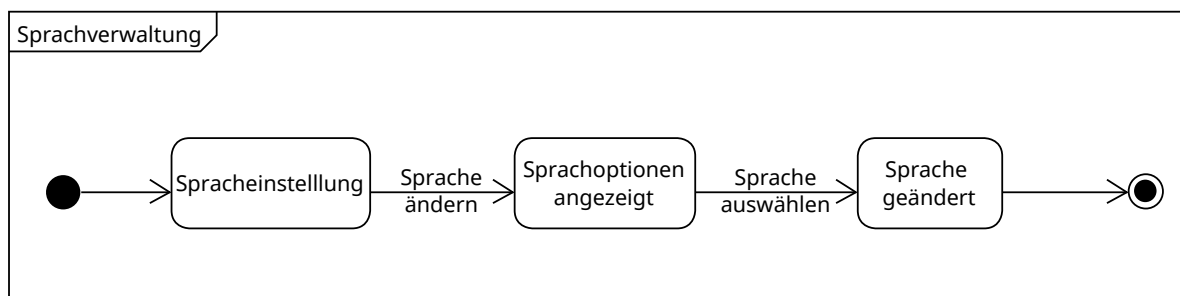 Sprachverwaltung
Spracheinstelllung
Sprache
ändern
Sprachoptionen
angezeigt
Sprache
auswählen
Sprache
geändert